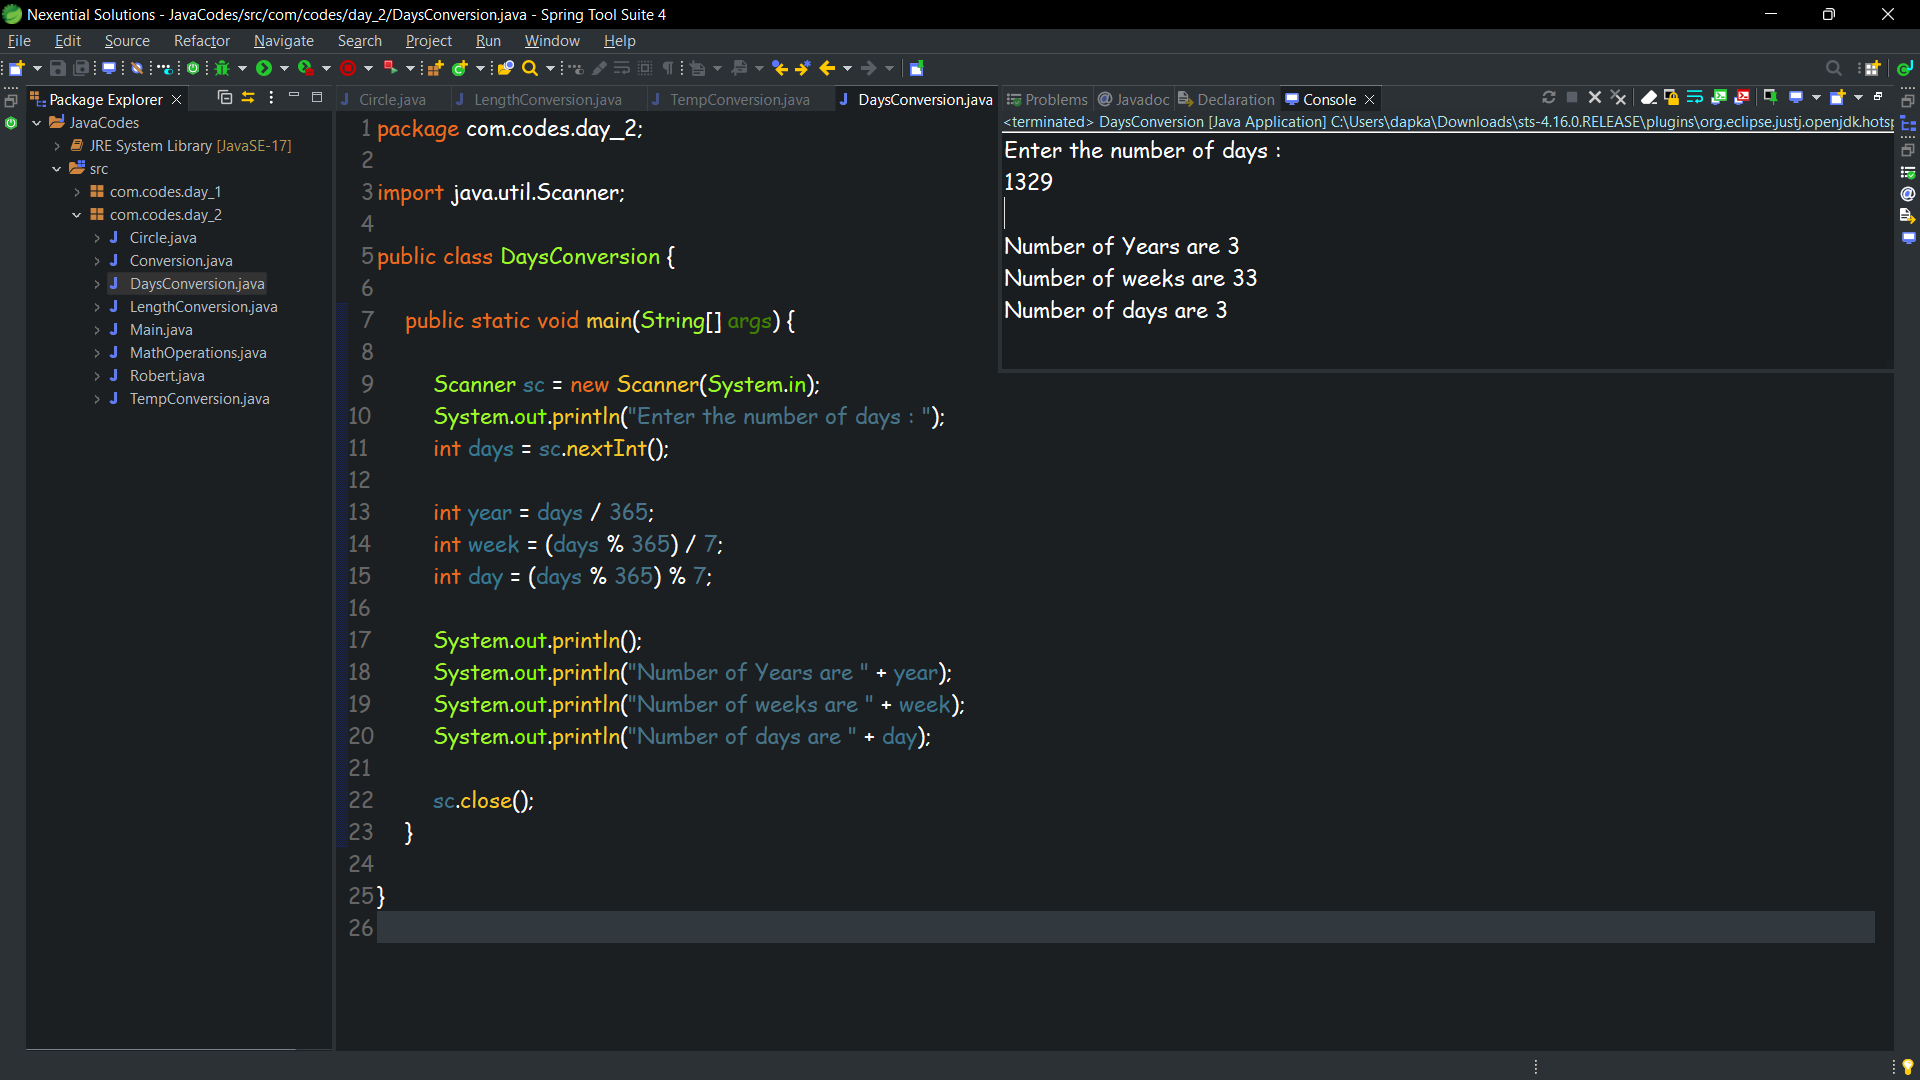 Nexential Solutions - JavaCodes/src/com/codes/day_2/DaysConversion.java - Spring Tool Suite 4
File Edit Source Refactor Navigate Search Project Run Window Help
Package Explorer
JavaCodes
JRE System Library [JavaSE-17]
src
com.codes.day_1
com.codes.day_2
Circle.java
Conversion.java
DaysConversion.java
LengthConversion.java
Main.java
MathOperations.java
Robert.java
TempConversion.java
Circle.java LengthConversion.java TempConversion.java DaysConversion.java
1 package com.codes.day_2;
2
3 import java.util.Scanner;
4
5 public class DaysConversion {
6
7 public static void main(String[] args) {
8
9 Scanner sc = new Scanner(System.in);
10 System.out.println("Enter the number of days : ");
11 int days = sc.nextInt();
12
13 int year = days / 365;
14 int week = (days % 365) / 7;
15 int day = (days % 365) % 7;
16
17 System.out.println();
18 System.out.println("Number of Years are " + year);
19 System.out.println("Number of weeks are " + week);
20 System.out.println("Number of days are " + day);
21
22 sc.close();
23 }
24
25 }
26
Problems Javadoc Declaration Console
<terminated> DaysConversion [Java Application] C:\Users\dapka\Downloads\sts-4.16.0.RELEASE\plugins\org.eclipse.justj.openjdk.hotsp
Enter the number of days :
1329
Number of Years are 3
Number of weeks are 33
Number of days are 3